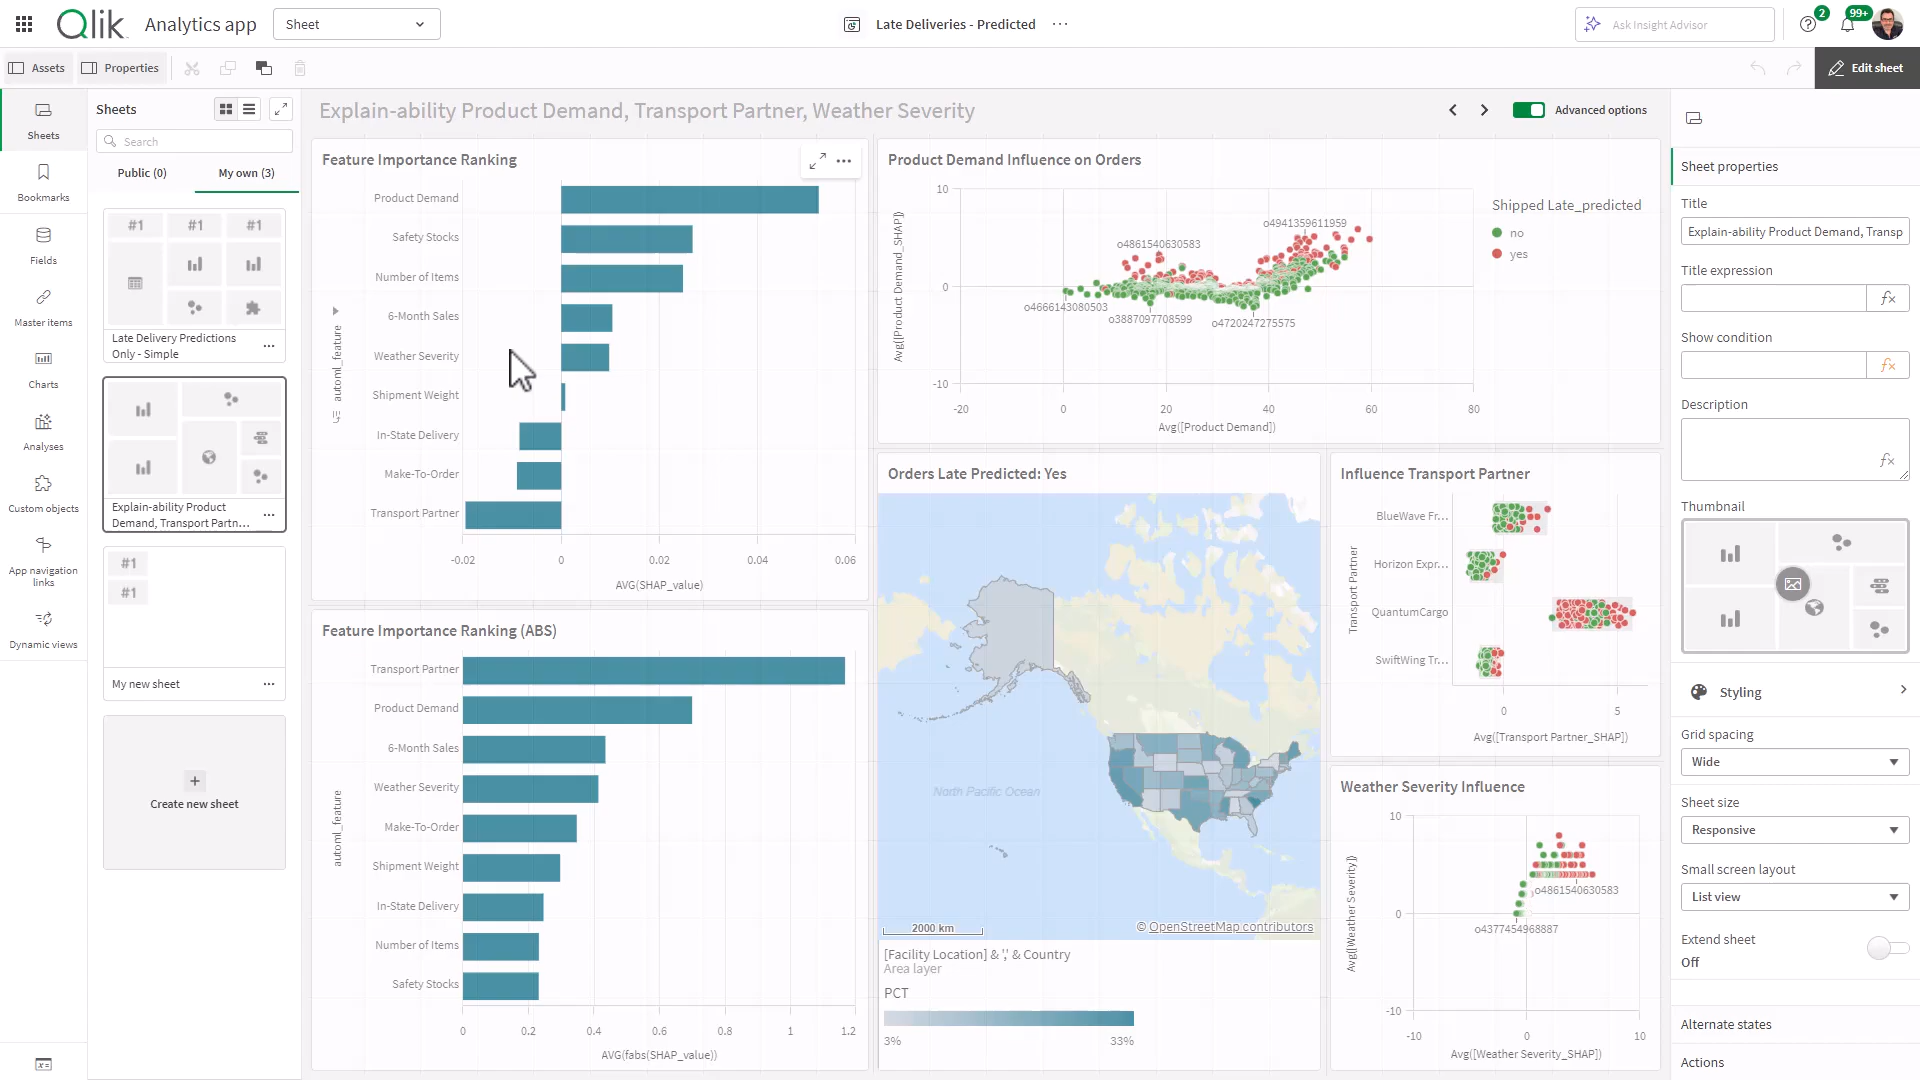 Qlik
Analytics app
Sheet
Late Deliveries - Predicted
Ask Insight Advisor
2
99+
Assets
Properties
Edit sheet
Sheets
Bookmarks
Fields
Master items
Charts
Analyses
Custom objects
App navigation
links
Dynamic views
Sheets
Search
Public (0)
My own (3)
#1
#1
#1
Late Delivery Predictions
Only - Simple
Explain-ability Product
Demand, Transport Partn...
#1
#1
My new sheet
Create new sheet
Explain-ability Product Demand, Transport Partner, Weather Severity
Advanced options
Feature Importance Ranking
automl_feature
Product Demand
Safety Stocks
Number of Items
6-Month Sales
Weather Severity
Shipment Weight
In-State Delivery
Make-To-Order
Transport Partner
-0.02
0
0.02
0.04
0.06
AVG(SHAP_value)
Feature Importance Ranking (ABS)
automl_feature
Transport Partner
Product Demand
6-Month Sales
Weather Severity
Make-To-Order
Shipment Weight
In-State Delivery
Number of Items
Safety Stocks
0
0.2
0.4
0.6
0.8
1
1.2
AVG(fabs(SHAP_value))
Product Demand Influence on Orders
Avg([Product Demand_SHAP])
10
0
-10
o4941359611959
o4861540630583
o4666143080503
o3887097708599
o4720247275575
-20
0
20
40
60
80
Avg([Product Demand])
Shipped Late_predicted
no
yes
Orders Late Predicted: Yes
North Pacific Ocean
2000 km
© OpenStreetMap contributors
[Facility Location] & ',' & Country
Area layer
PCT
3%
33%
Influence Transport Partner
Transport Partner
BlueWave Fr...
Horizon Expr...
QuantumCargo
SwiftWing Tr...
0
5
Avg([Transport Partner_SHAP])
Weather Severity Influence
Avg([Weather Severity])
10
0
-10
o4861540630583
o4377454968887
-10
0
10
Avg([Weather Severity_SHAP])
Sheet properties
Title
Explain-ability Product Demand, Transp
Title expression
fx
Show condition
fx
Description
fx
Thumbnail
Styling
Grid spacing
Wide
Sheet size
Responsive
Small screen layout
List view
Extend sheet
Off
Alternate states
Actions